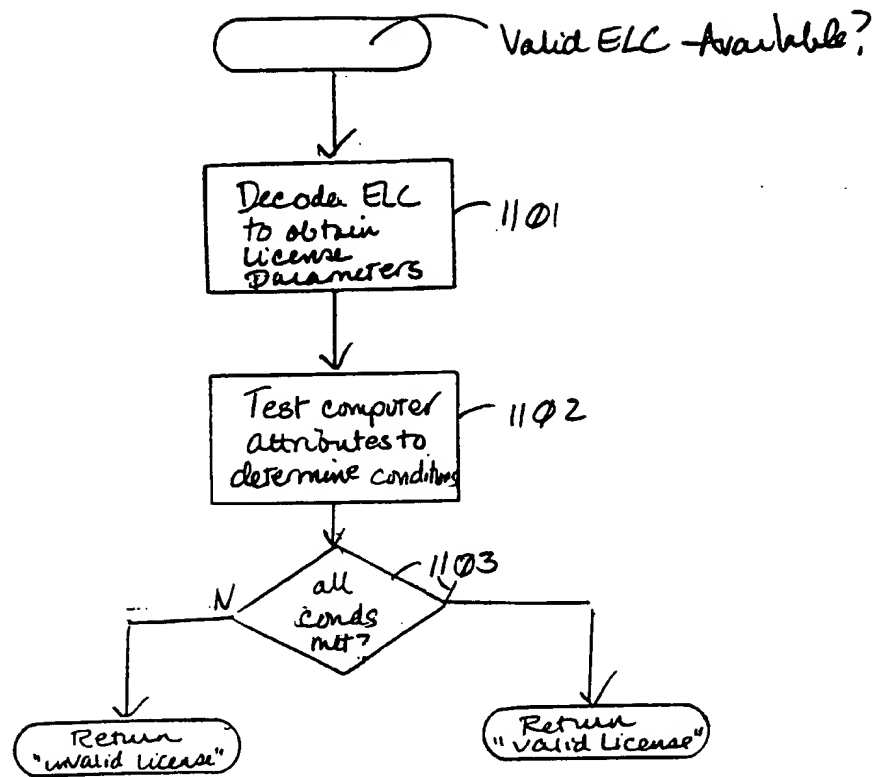 Valid ELC Available?
Decode ELC
to obtain
License
Parameters
1101
Test computer
attributes to
determine conditions
1102
1103
all
conds
met?
N
Y
Return
"invalid License"
Return
"valid License"